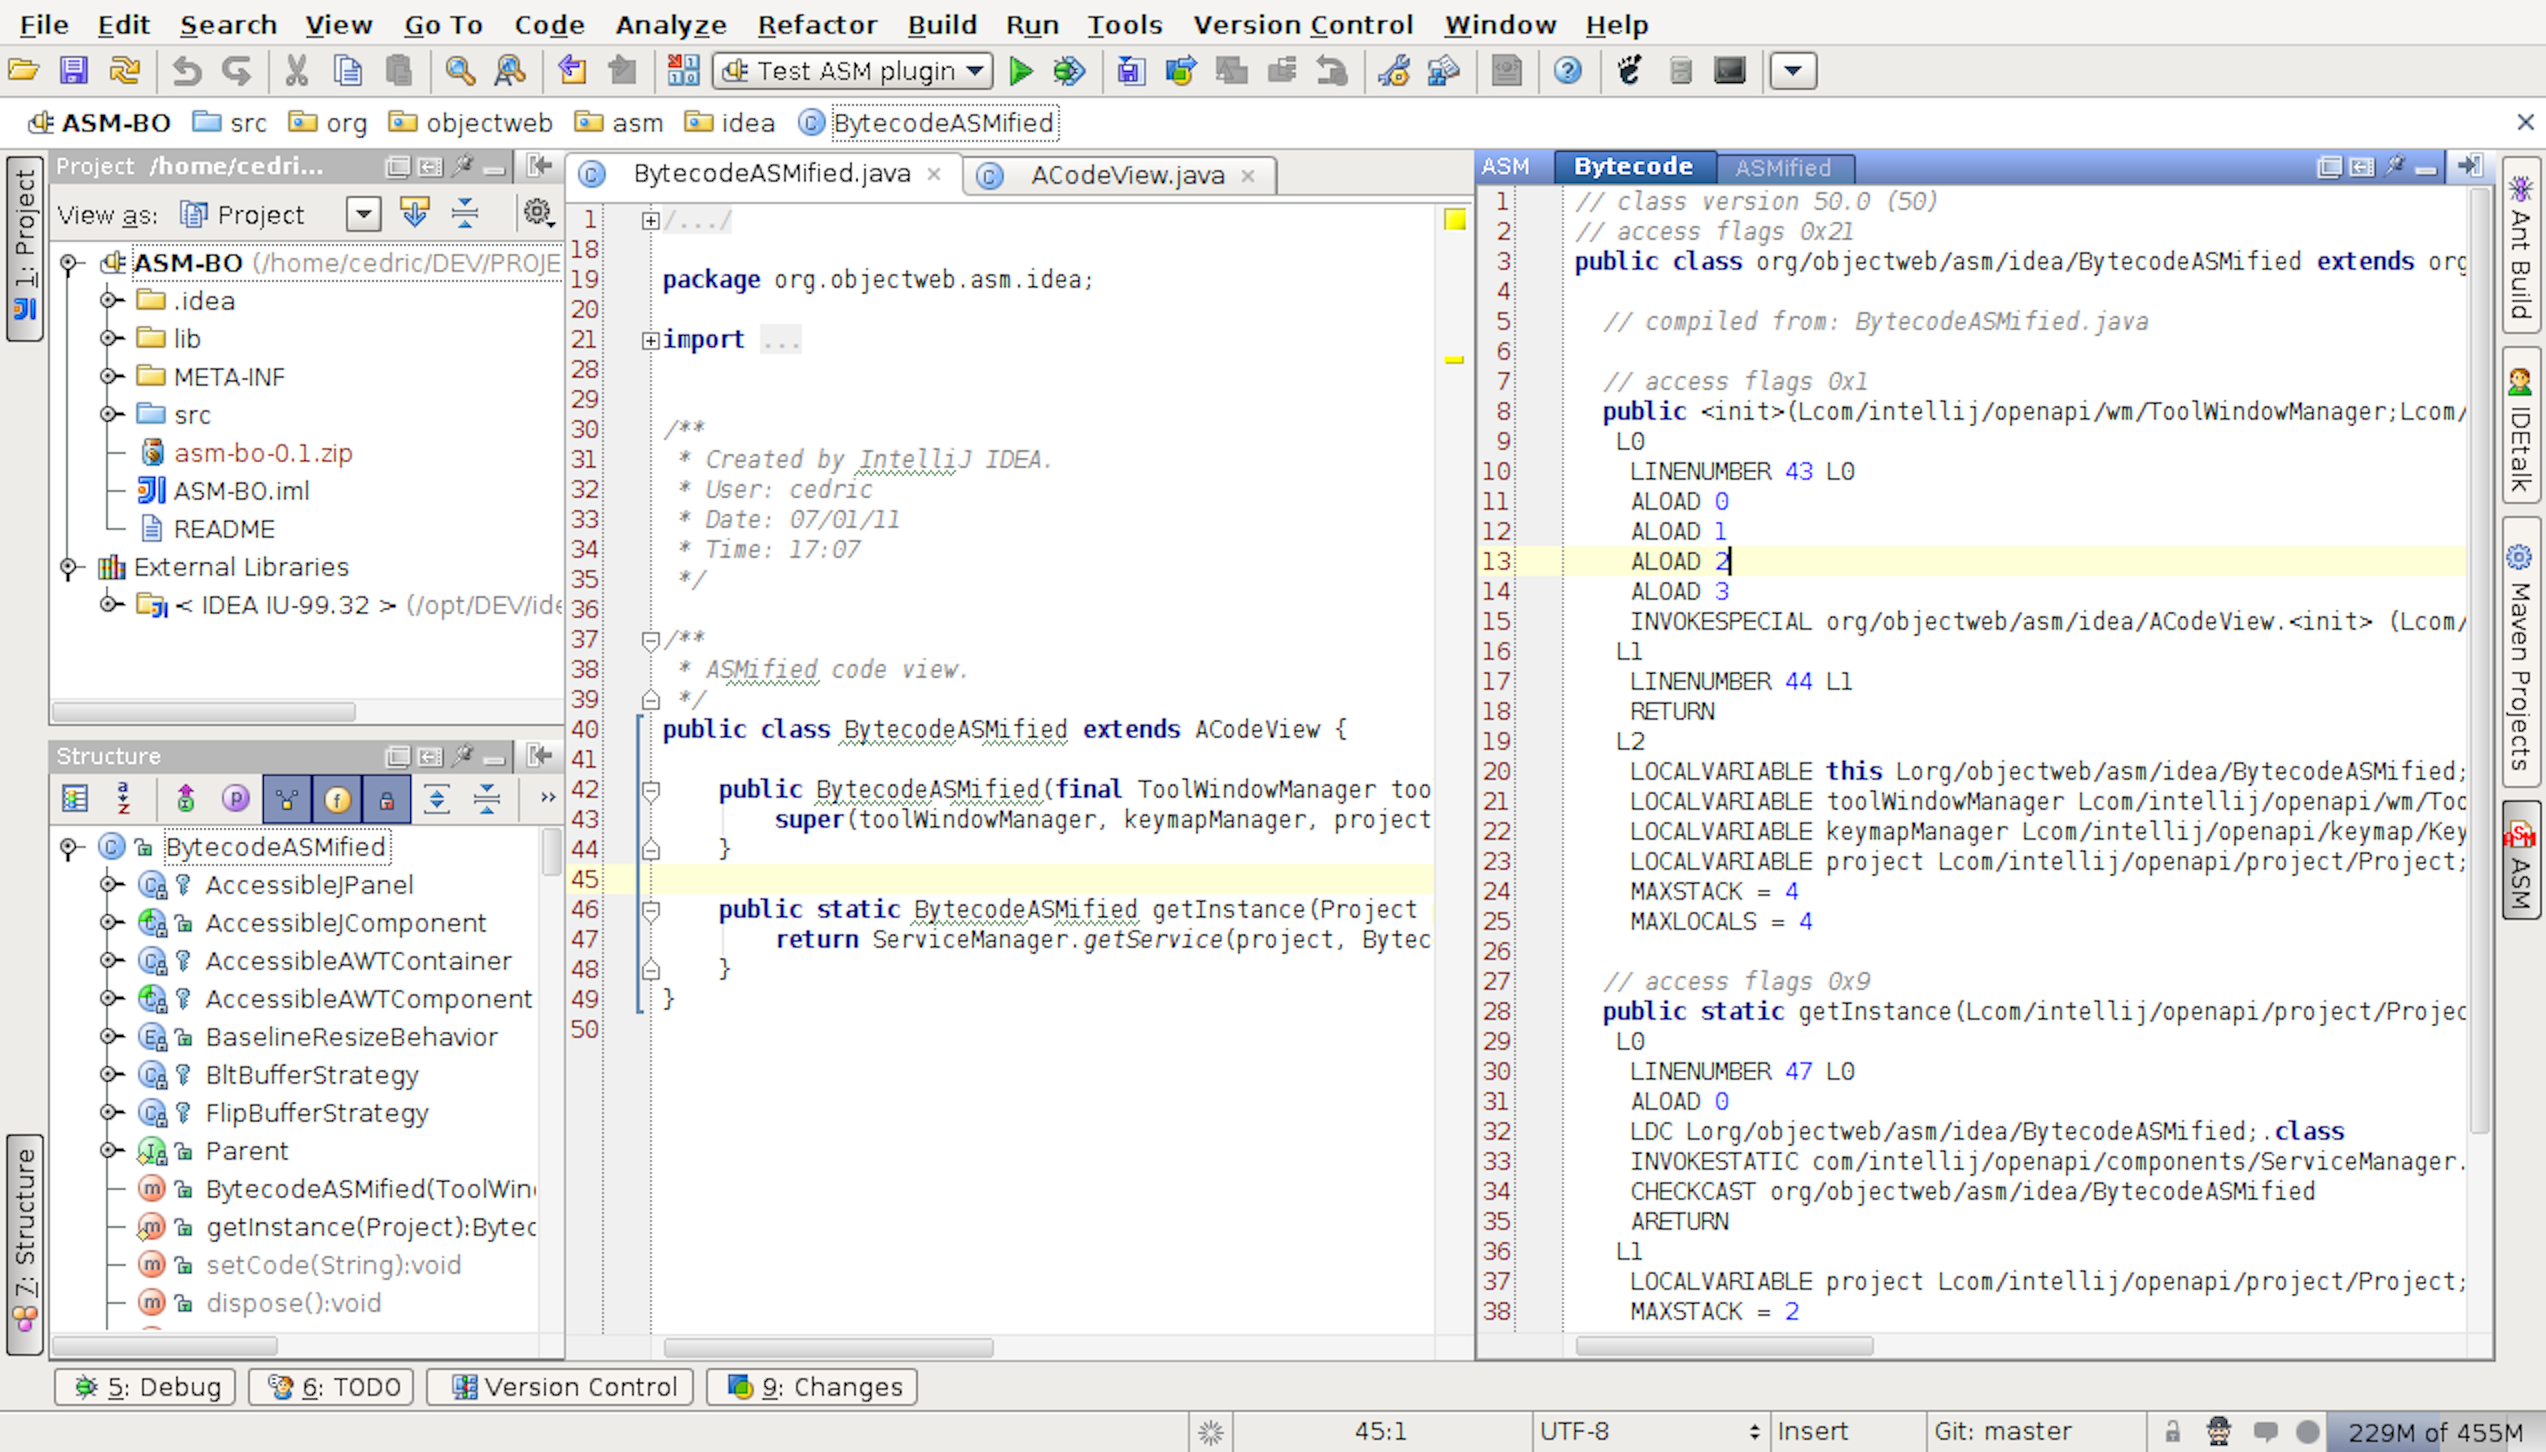 File Edit Search View Go To Code Analyze Refactor Build Run Tools Version Control Window Help
Test ASM plugin
ASM-BO src org objectweb asm idea BytecodeASMified
1: Project
7: Structure
Project /home/cedri...
View as: Project
ASM-BO (/home/cedric/DEV/PROJE
.idea
lib
META-INF
src
asm-bo-0.1.zip
ASM-BO.iml
README
External Libraries
< IDEA IU-99.32 > (/opt/DEV/ide
Structure
BytecodeASMified
AccessibleJPanel
AccessibleJComponent
AccessibleAWTContainer
AccessibleAWTComponent
BaselineResizeBehavior
BltBufferStrategy
FlipBufferStrategy
Parent
BytecodeASMified(ToolWin
getInstance(Project):Bytec
setCode(String):void
dispose():void
BytecodeASMified.java ACodeView.java
1 /.../
18
19 package org.objectweb.asm.idea;
20
21 import ...
28
29
30 /**
31 * Created by IntelliJ IDEA.
32 * User: cedric
33 * Date: 07/01/11
34 * Time: 17:07
35 */
36
37 /**
38 * ASMified code view.
39 */
40 public class BytecodeASMified extends ACodeView {
41
42 public BytecodeASMified(final ToolWindowManager too
43 super(toolWindowManager, keymapManager, project
44 }
45
46 public static BytecodeASMified getInstance(Project
47 return ServiceManager.getService(project, Bytec
48 }
49 }
50
ASM Bytecode ASMified
1 // class version 50.0 (50)
2 // access flags 0x21
3 public class org/objectweb/asm/idea/BytecodeASMified extends org
4
5 // compiled from: BytecodeASMified.java
6
7 // access flags 0x1
8 public <init>(Lcom/intellij/openapi/wm/ToolWindowManager;Lcom/
9 L0
10 LINENUMBER 43 L0
11 ALOAD 0
12 ALOAD 1
13 ALOAD 2
14 ALOAD 3
15 INVOKESPECIAL org/objectweb/asm/idea/ACodeView.<init> (Lcom/
16 L1
17 LINENUMBER 44 L1
18 RETURN
19 L2
20 LOCALVARIABLE this Lorg/objectweb/asm/idea/BytecodeASMified;
21 LOCALVARIABLE toolWindowManager Lcom/intellij/openapi/wm/Too
22 LOCALVARIABLE keymapManager Lcom/intellij/openapi/keymap/Key
23 LOCALVARIABLE project Lcom/intellij/openapi/project/Project;
24 MAXSTACK = 4
25 MAXLOCALS = 4
26
27 // access flags 0x9
28 public static getInstance(Lcom/intellij/openapi/project/Projec
29 L0
30 LINENUMBER 47 L0
31 ALOAD 0
32 LDC Lorg/objectweb/asm/idea/BytecodeASMified;.class
33 INVOKESTATIC com/intellij/openapi/components/ServiceManager.
34 CHECKCAST org/objectweb/asm/idea/BytecodeASMified
35 ARETURN
36 L1
37 LOCALVARIABLE project Lcom/intellij/openapi/project/Project;
38 MAXSTACK = 2
Ant Build
IDEtalk
Maven Projects
ASM
5: Debug 6: TODO Version Control 9: Changes
45:1 UTF-8 Insert Git: master 229M of 455M